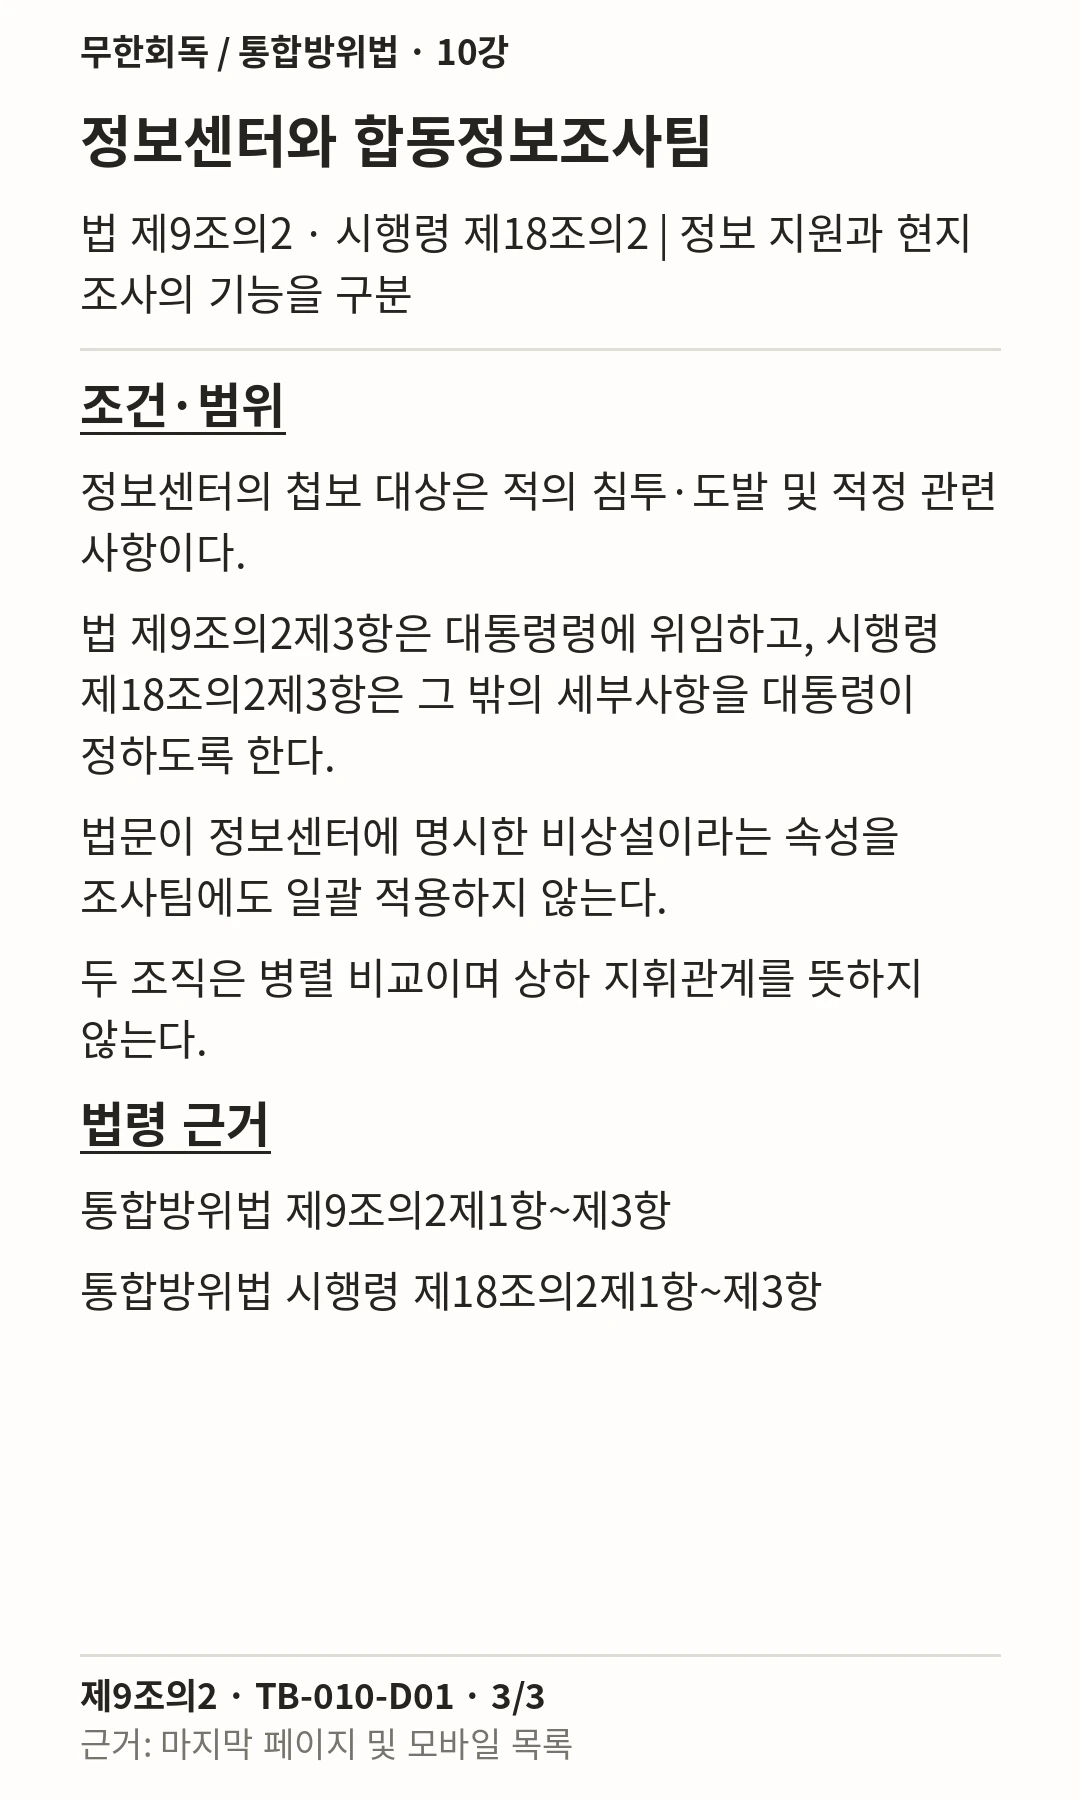 무한회독 / 통합방위법 · 10강
정보센터와 합동정보조사팀
법 제9조의2 · 시행령 제18조의2 | 정보 지원과 현지
조사의 기능을 구분
조건·범위
정보센터의 첩보 대상은 적의 침투·도발 및 적정 관련
사항이다.
법 제9조의2제3항은 대통령령에 위임하고, 시행령
제18조의2제3항은 그 밖의 세부사항을 대통령이
정하도록 한다.
법문이 정보센터에 명시한 비상설이라는 속성을
조사팀에도 일괄 적용하지 않는다.
두 조직은 병렬 비교이며 상하 지휘관계를 뜻하지
않는다.
법령 근거
통합방위법 제9조의2제1항~제3항
통합방위법 시행령 제18조의2제1항~제3항
제9조의2 · TB-010-D01 · 3/3
근거: 마지막 페이지 및 모바일 목록